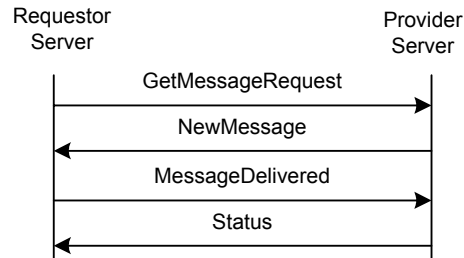 Requestor
Server
Provider
Server
GetMessageRequest
NewMessage
MessageDelivered
Status